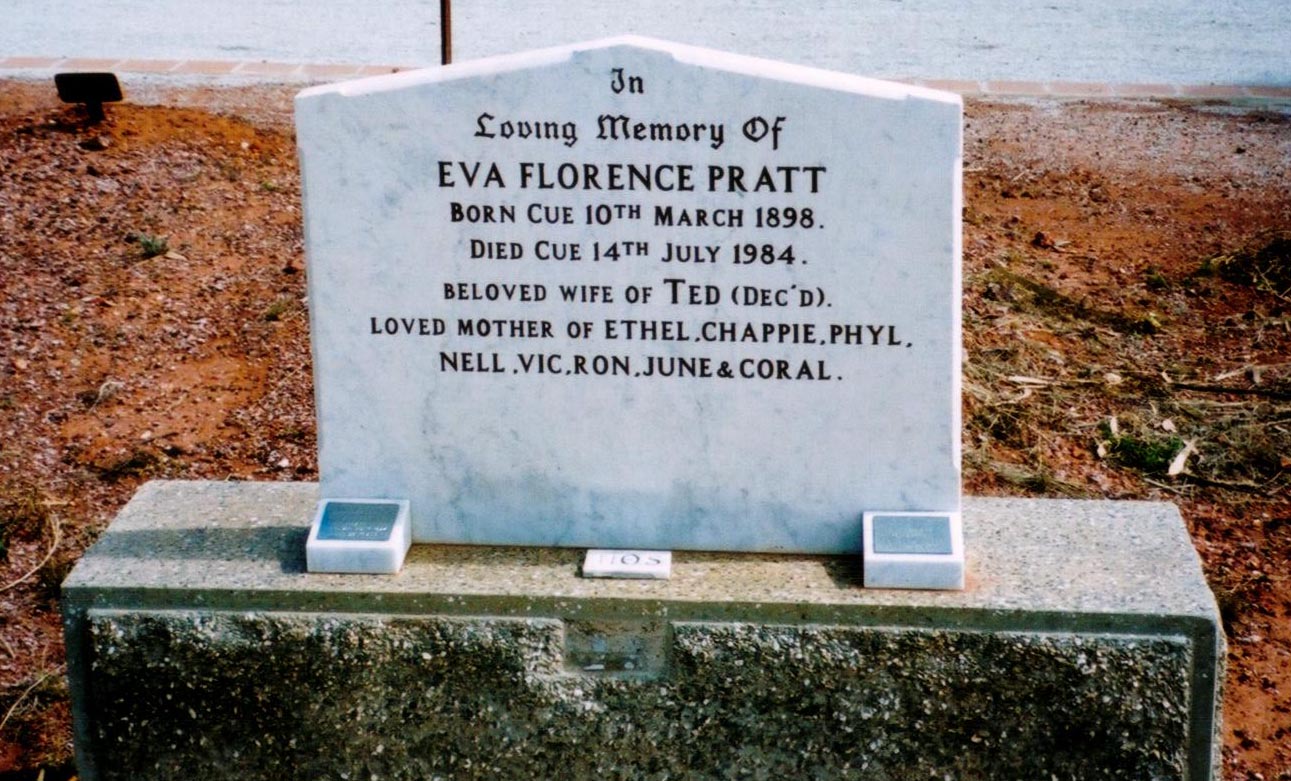 In
Loving Memory Of
EVA FLORENCE PRATT
BORN CUE 10TH MARCH 1898.
DIED CUE 14TH JULY 1984.
BELOVED WIFE OF TED (DEC'D).
LOVED MOTHER OF ETHEL.CHAPPIE.PHYL.
NELL.VIC.RON.JUNE&CORAL.